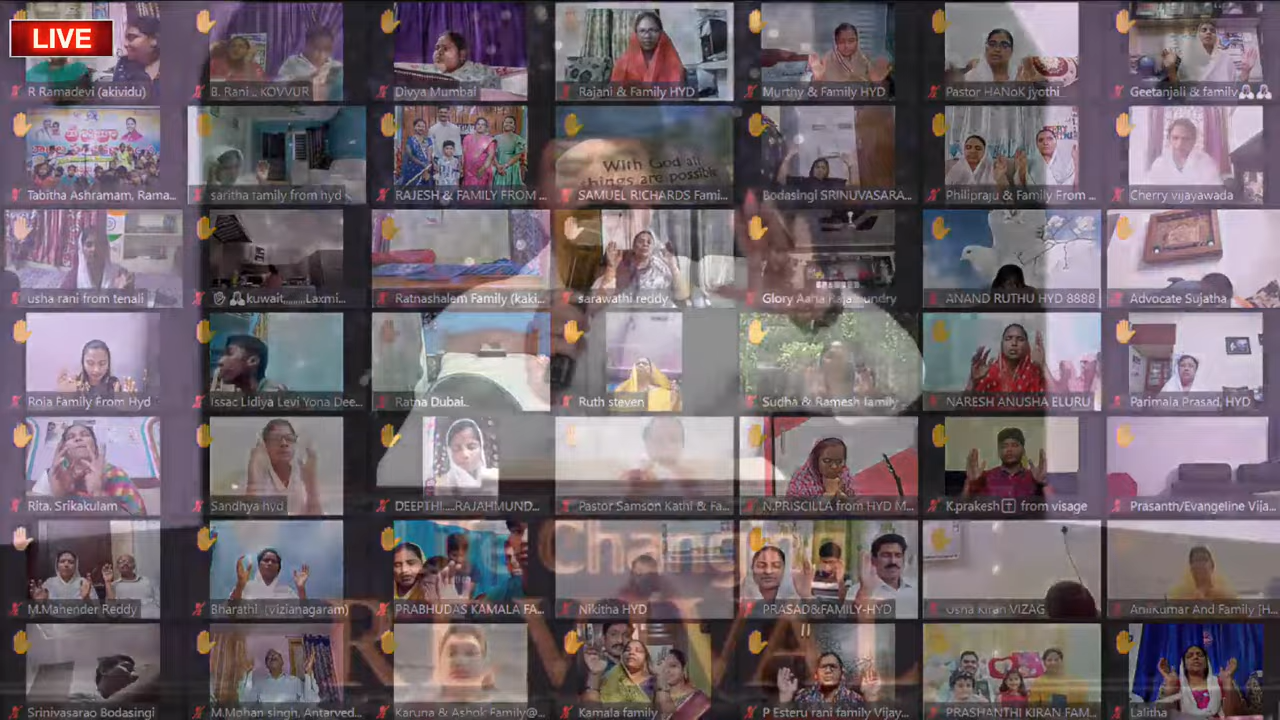 LIVE
R Ramadevi (akividu)
B. Rani .. KOVVUR
Divya Mumbai
Rajani & Family HYD
Murthy & Family HYD
Pastor HANoK jyothi
Geetanjali & family
Tabitha Ashramam, Rama...
saritha family from hyd
RAJESH & FAMILY FROM ...
With God all
things are possible
SAMUEL RICHARDS Fami...
Bodasingi SRINUVASARA...
Philipraju & Family From ...
Cherry vijayawada
usha rani from tenali
kuwait........Laxmi...
Ratnashalem Family (kaki...
sarawathi reddy
Glory Aaha Rajamundry
ANAND RUTHU HYD 8888
Advocate Sujatha
Roja Family From Hyd
Issac Lidiya Levi Yona Dee...
Ratna Dubai.
Ruth steven
Sudha & Ramesh family
NARESH ANUSHA ELURU
Parimala Prasad, HYD
Rita. Srikakulam
Sandhya hyd
DEEPTHI....RAJAHMUND...
Pastor Samson Kathi & Fa...
N.PRISCILLA from HYD M...
K.prakesh from visage
Prasanth/Evangeline Vija...
Life Changing
M.Mahender Reddy
Bharathi (vizianagaram)
PRABHUDAS KAMALA FA...
Nikitha HYD
PRASAD&FAMILY-HYD
Usha Kiran VIZAG
AnilKumar And Family [H...
REVIVAL
Srinivasarao Bodasingi
M.Mohan singh, Antarved...
Karuna & Ashok Family@...
Kamala family
P Esteru rani family Vijay...
PRASHANTHI KIRAN FAM...
Lalitha